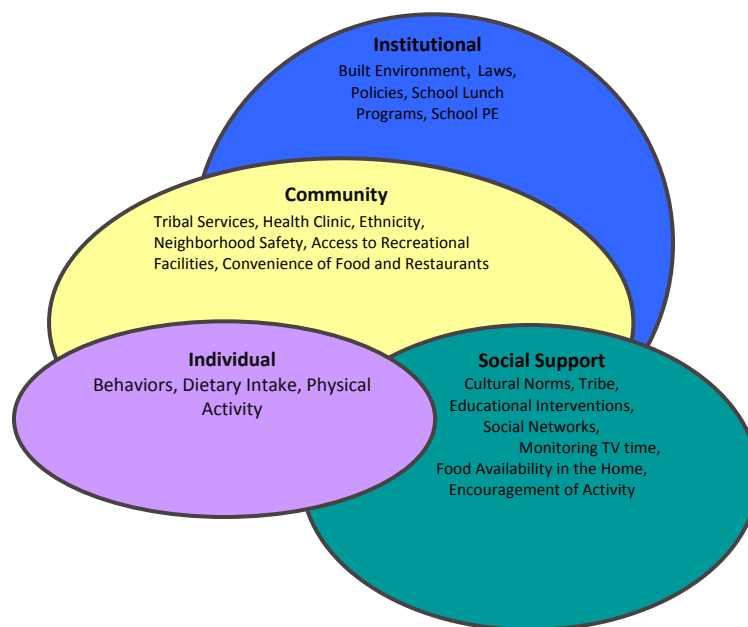 Institutional
Built Environment, Laws,
Policies, School Lunch
Programs, School PE
Community
Tribal Services, Health Clinic, Ethnicity,
Neighborhood Safety, Access to Recreational
Facilities, Convenience of Food and Restaurants
Individual
Behaviors, Dietary Intake, Physical
Activity
Social Support
Cultural Norms, Tribe,
Educational Interventions,
Social Networks,
Monitoring TV time,
Food Availability in the Home,
Encouragement of Activity